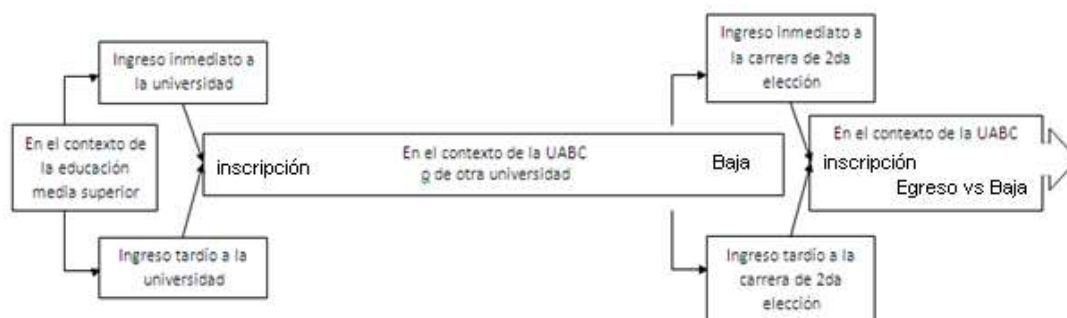 Ingreso inmediato a
la universidad
En el contexto de
la educación
media superior
Ingreso tardío a la
universidad
inscripción
En el contexto de la UABC
o de otra universidad
Baja
Ingreso inmediato a
la carrera de 2da
elección
Ingreso tardío a la
carrera de 2da
elección
En el contexto de la UABC
inscripción
Egreso vs Baja